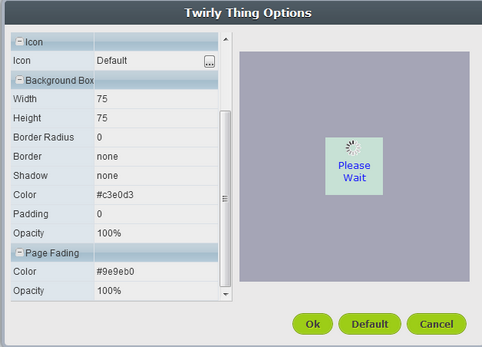 Twirly Thing Options
Icon
Icon Default ...
Background Box
Width 75
Height 75
Border Radius 0
Border none
Shadow none
Color #c3e0d3
Padding 0
Opacity 100%
Page Fading
Color #9e9eb0
Opacity 100%
Please
Wait
Ok Default Cancel